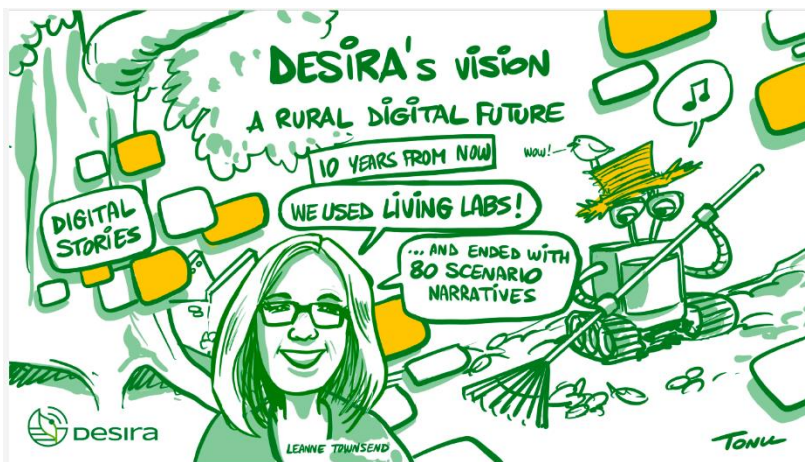 DESIRA's vision
A RURAL DIGITAL FUTURE
10 YEARS FROM NOW
WOW!
WE USED LIVING LABS!
DIGITAL
STORIES
... AND ENDED WITH
80 SCENARIO
NARRATIVES
Desira
LEANNE TOWNSEND